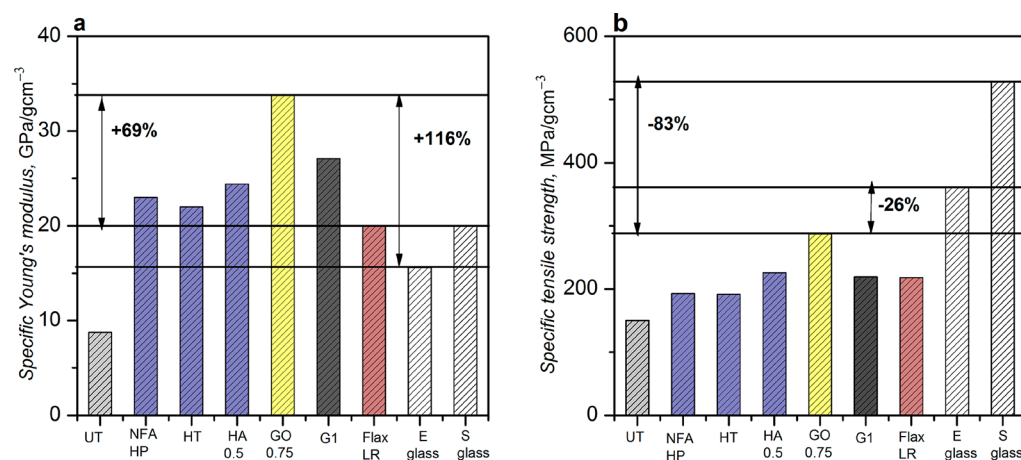 a
Specific Young's modulus, GPa/gcm⁻³
40
30
20
10
0
+69%
+116%
UT
NFA
HP
HT
HA
0.5
GO
0.75
G1
Flax
LR
E
glass
S
glass
b
Specific tensile strength, MPa/gcm⁻³
600
400
200
0
-83%
-26%
UT
NFA
HP
HT
HA
0.5
GO
0.75
G1
Flax
LR
E
glass
S
glass